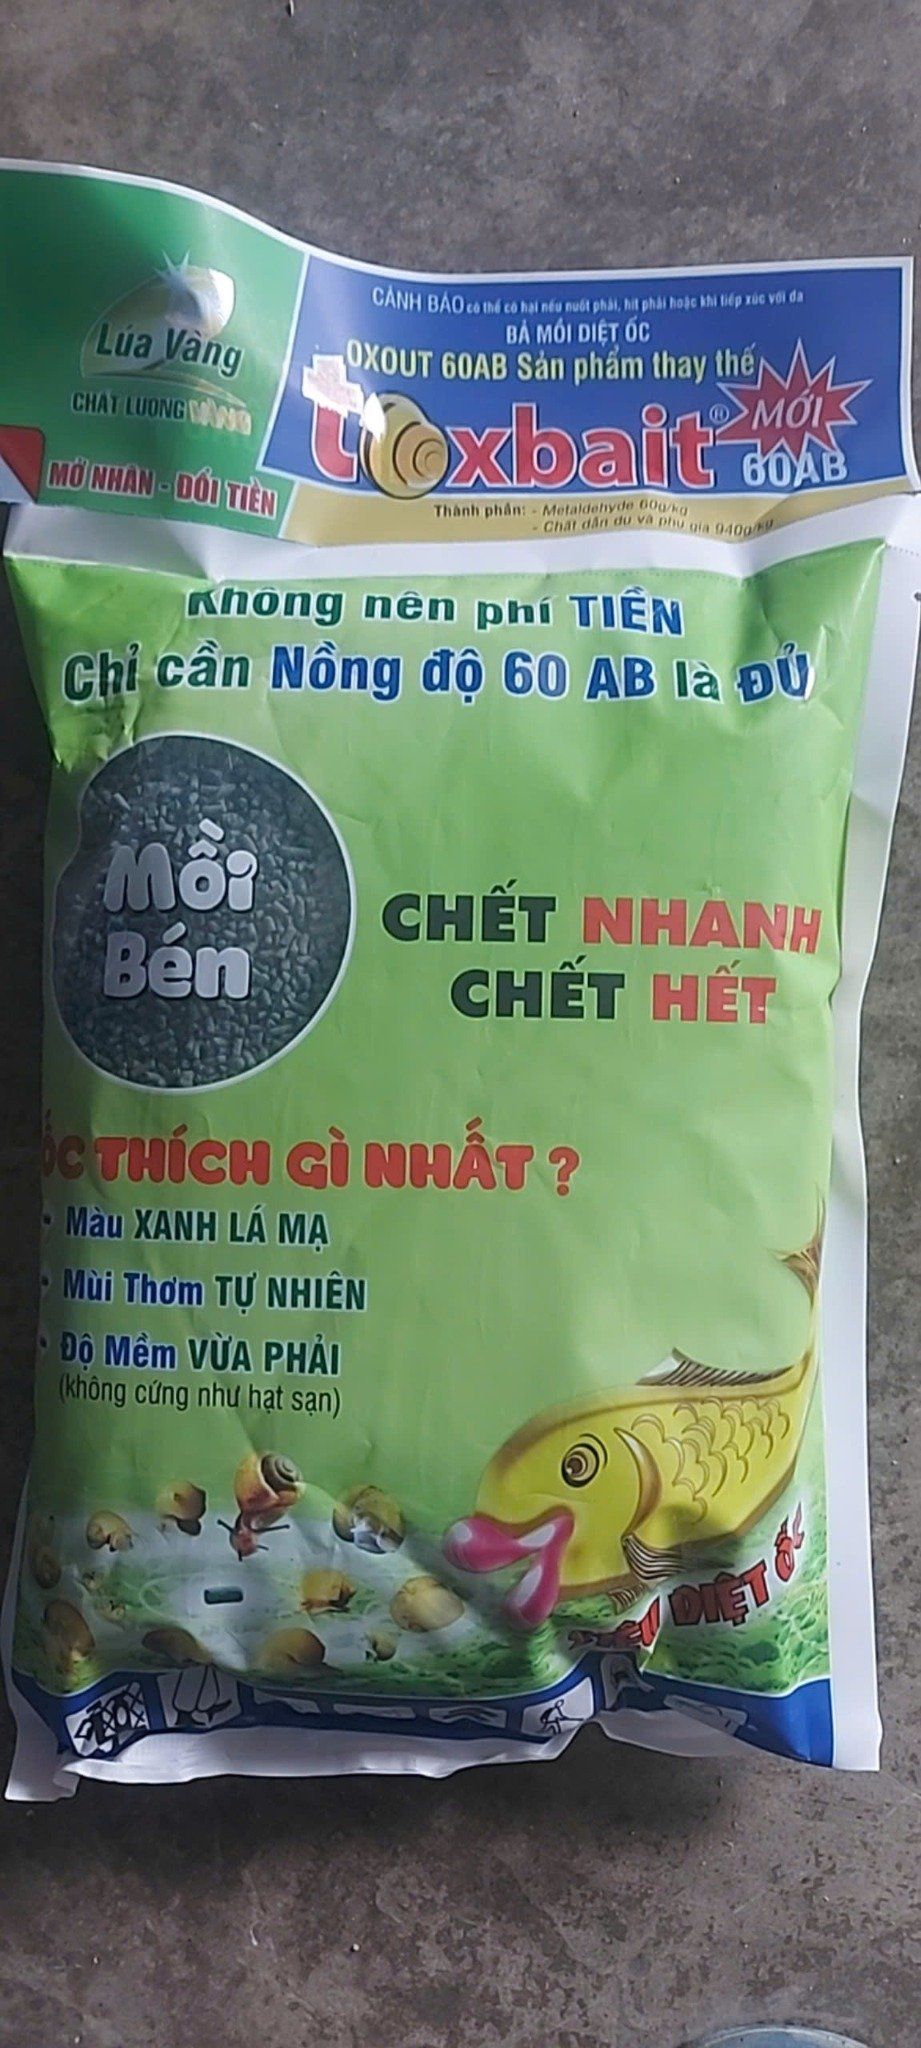 Lúa Vàng
CHẤT LƯỢNG VÀNG
MỞ NHÃN - ĐỔI TIỀN
CẢNH BÁO có thể có hại nếu nuốt phải, hít phải hoặc khi tiếp xúc với da
BẢ MỒI DIỆT ỐC
OXOUT 60AB Sản phẩm thay thế
toxbait® MỚI
60AB
Thành phần: - Metaldehyde 60g/kg
- Chất dẫn dụ và phụ gia 940g/kg
Không nên phí TIỀN
Chỉ cần Nồng độ 60 AB là ĐỦ
Mồi
Bén
CHẾT NHANH
CHẾT HẾT
ỐC THÍCH GÌ NHẤT ?
• Màu XANH LÁ MẠ
• Mùi Thơm TỰ NHIÊN
• Độ Mềm VỪA PHẢI
(không cứng như hạt sạn)
DIỆT